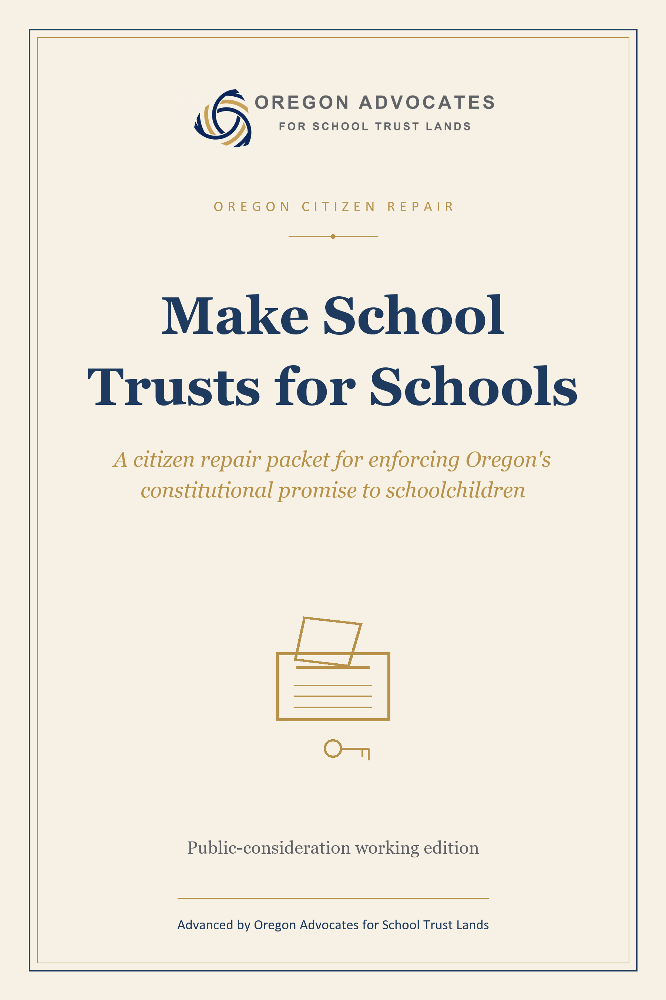 OREGON ADVOCATES
FOR SCHOOL TRUST LANDS
OREGON CITIZEN REPAIR
Make School
Trusts for Schools
A citizen repair packet for enforcing Oregon's
constitutional promise to schoolchildren
Public-consideration working edition
Advanced by Oregon Advocates for School Trust Lands